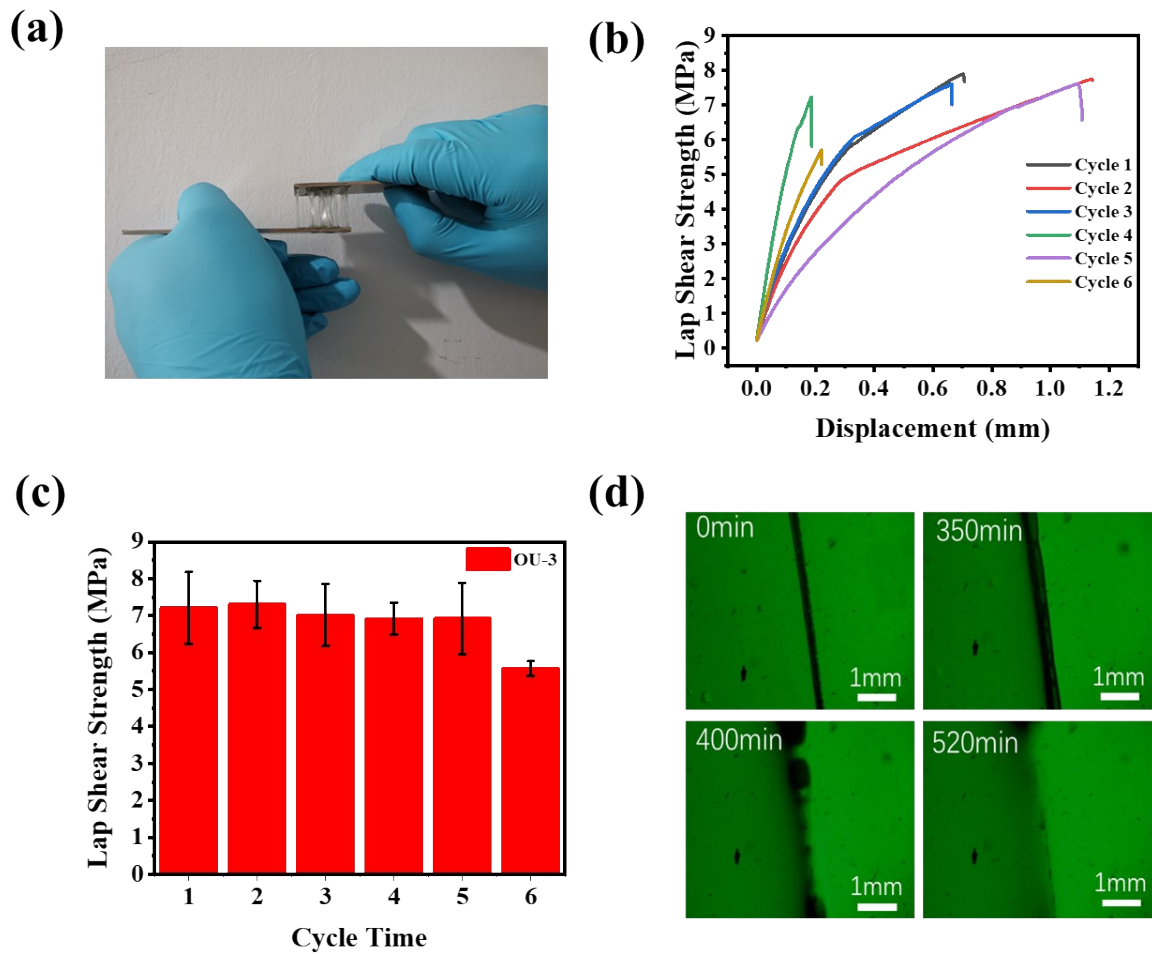 (a)
(b)
Lap Shear Strength (MPa)
9
8
7
6
5
4
3
2
1
0
Cycle 1
Cycle 2
Cycle 3
Cycle 4
Cycle 5
Cycle 6
0.0 0.2 0.4 0.6 0.8 1.0 1.2
Displacement (mm)
(c)
Lap Shear Strength (MPa)
9
8
7
6
5
4
3
2
1
0
OU-3
1 2 3 4 5 6
Cycle Time
(d)
0min
1mm
350min
1mm
400min
1mm
520min
1mm